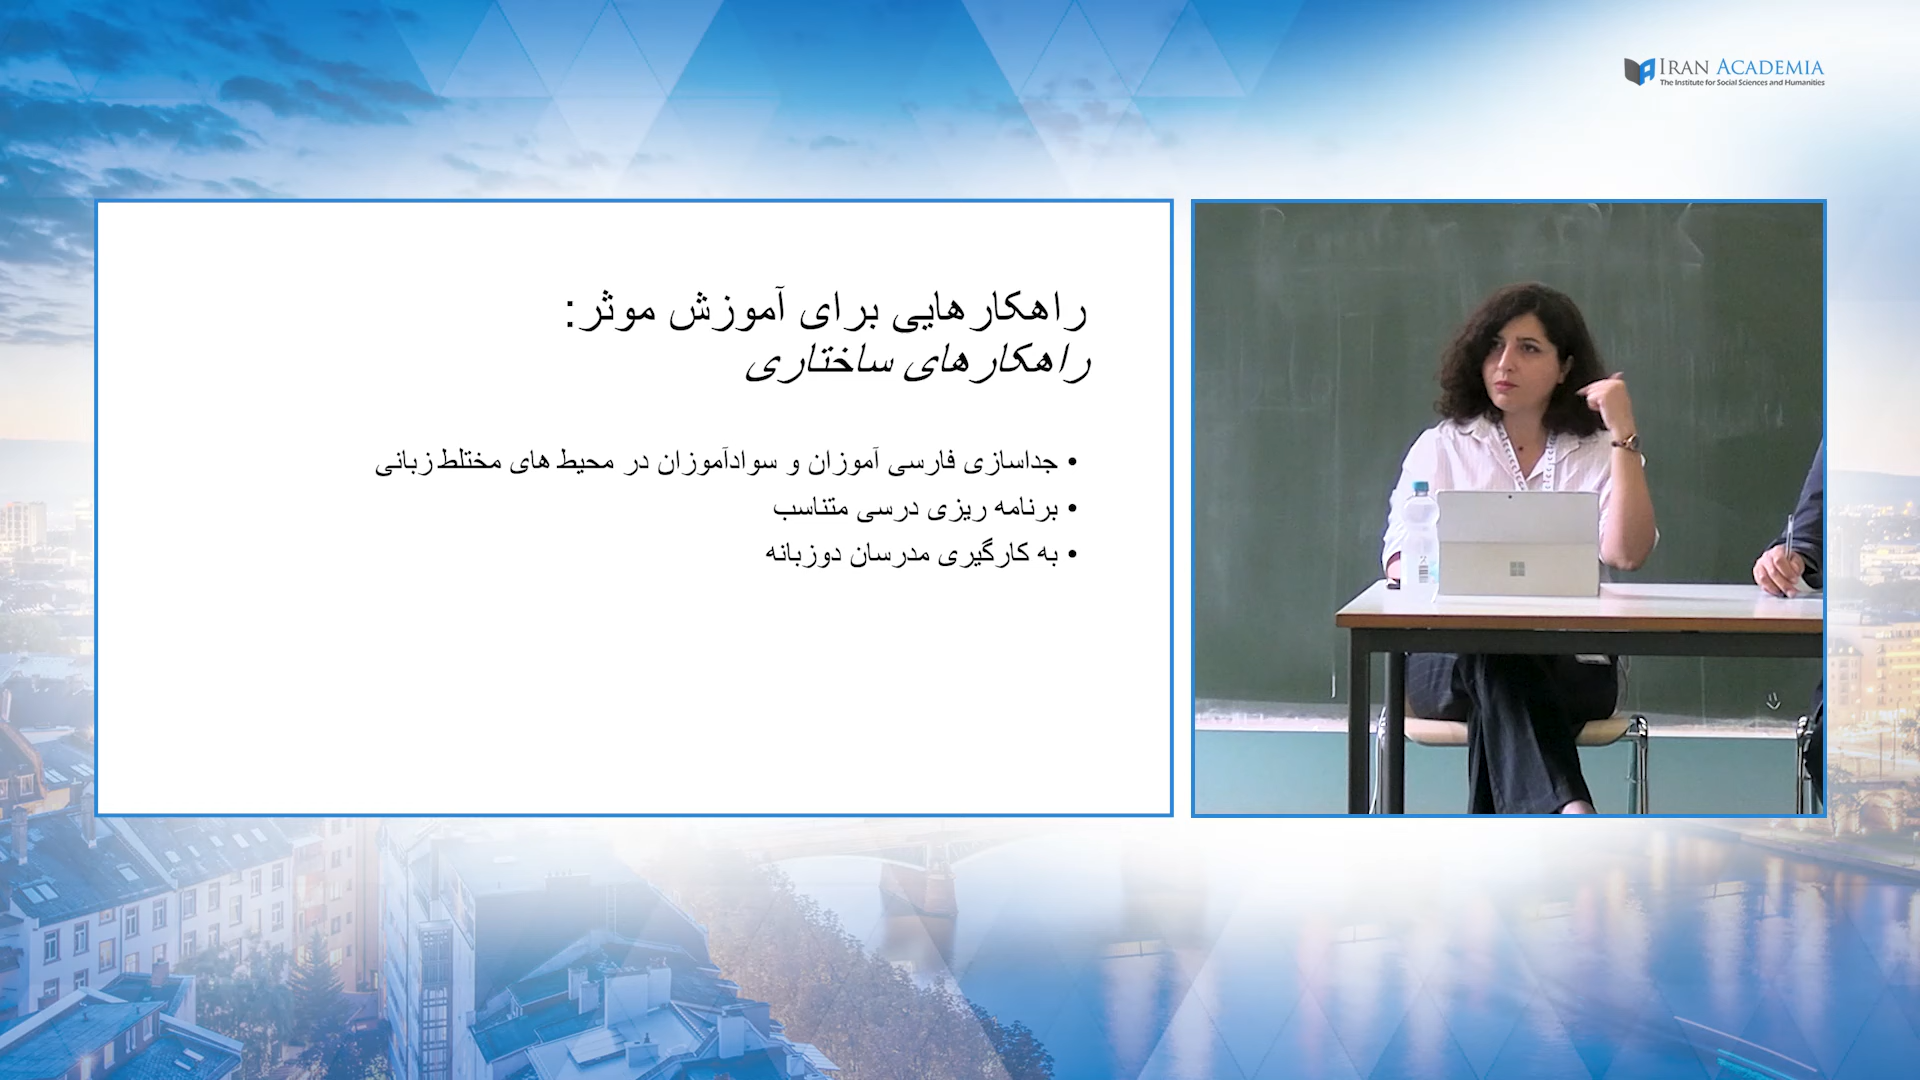 IRAN ACADEMIA
The Institute for Social Sciences and Humanities
راهکارهایی برای آموزش موثر:
راهکارهای ساختاری
• جداسازی فارسی آموزان و سوادآموزان در محیط های مختلط زبانی
• برنامه ریزی درسی متناسب
• به کارگیری مدرسان دوزبانه